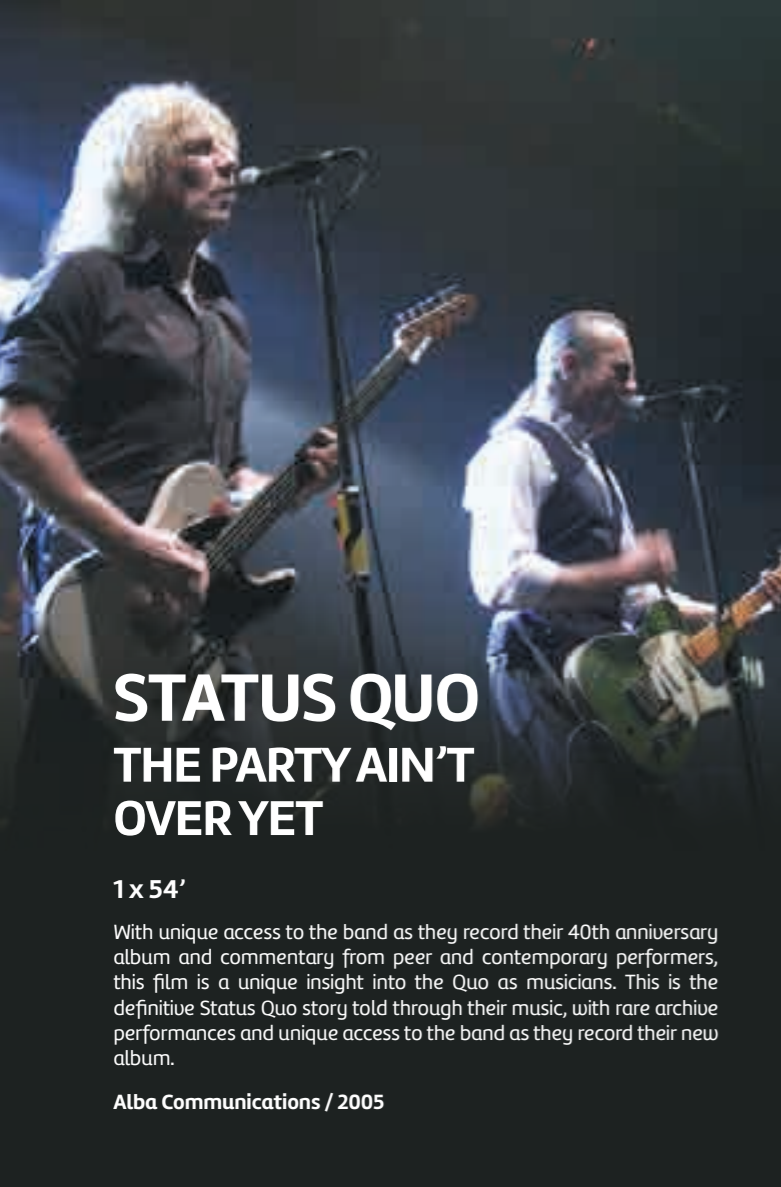 STATUS QUO
THE PARTY AIN’T
OVER YET
1 x 54’
With unique access to the band as they record their 40th anniversary
album and commentary from peer and contemporary performers,
this film is a unique insight into the Quo as musicians. This is the
definitive Status Quo story told through their music, with rare archive
performances and unique access to the band as they record their new
album.
Alba Communications / 2005